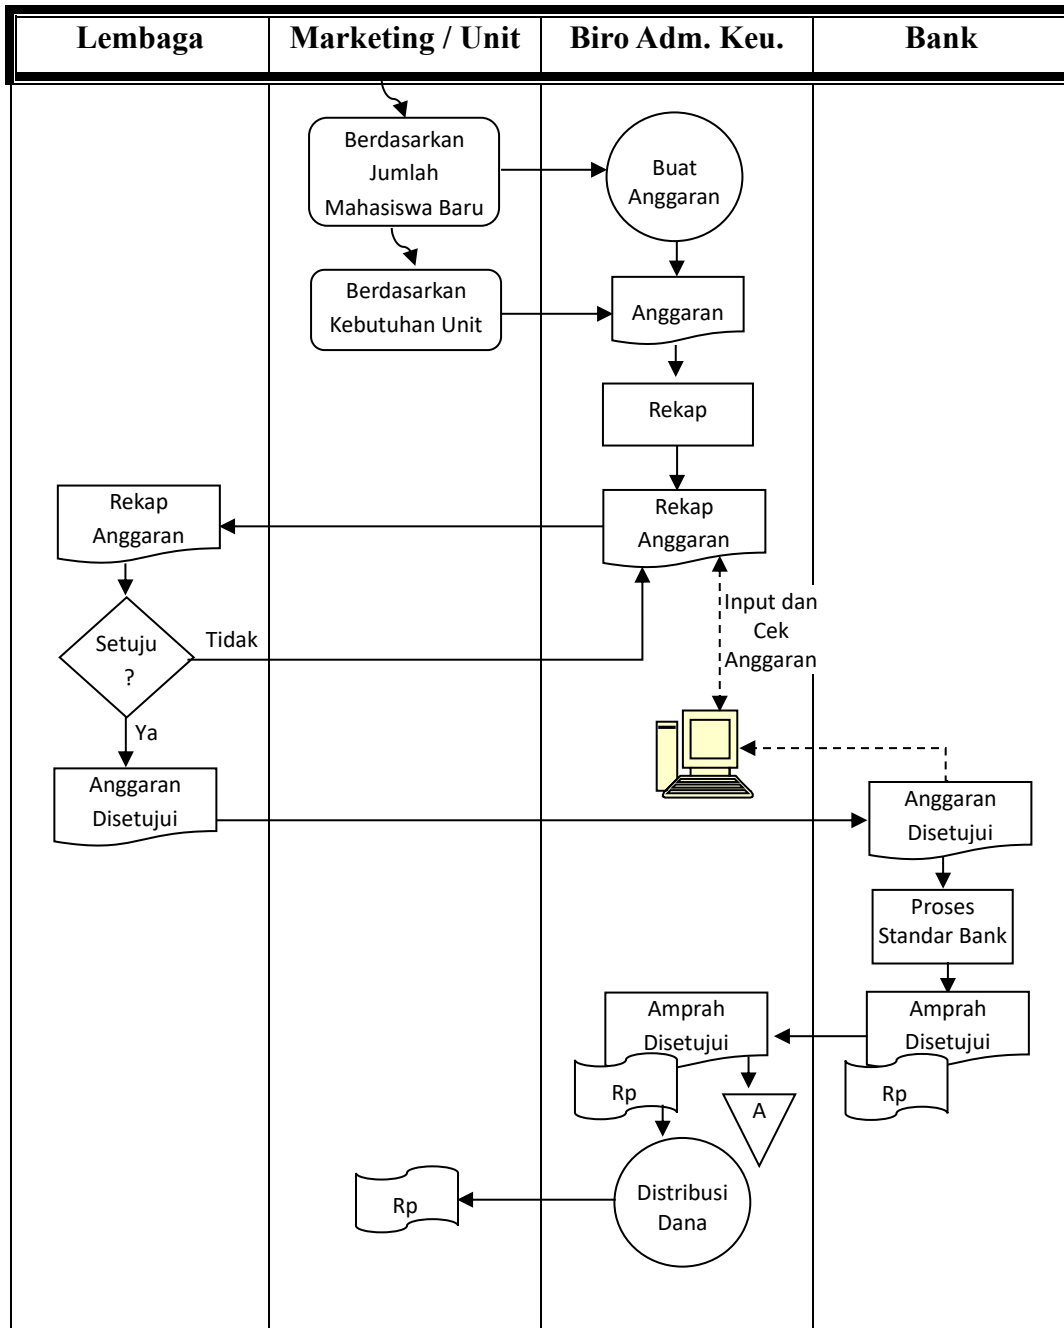 Lembaga
Marketing / Unit
Biro Adm. Keu.
Bank
Berdasarkan
Jumlah
Mahasiswa Baru
Buat
Anggaran
Berdasarkan
Kebutuhan Unit
Anggaran
Rekap
Rekap
Anggaran
Rekap
Anggaran
Input dan
Cek
Anggaran
Setuju
?
Tidak
Ya
Anggaran
Disetujui
Anggaran
Disetujui
Proses
Standar Bank
Amprah
Disetujui
Rp
A
Amprah
Disetujui
Rp
Distribusi
Dana
Rp